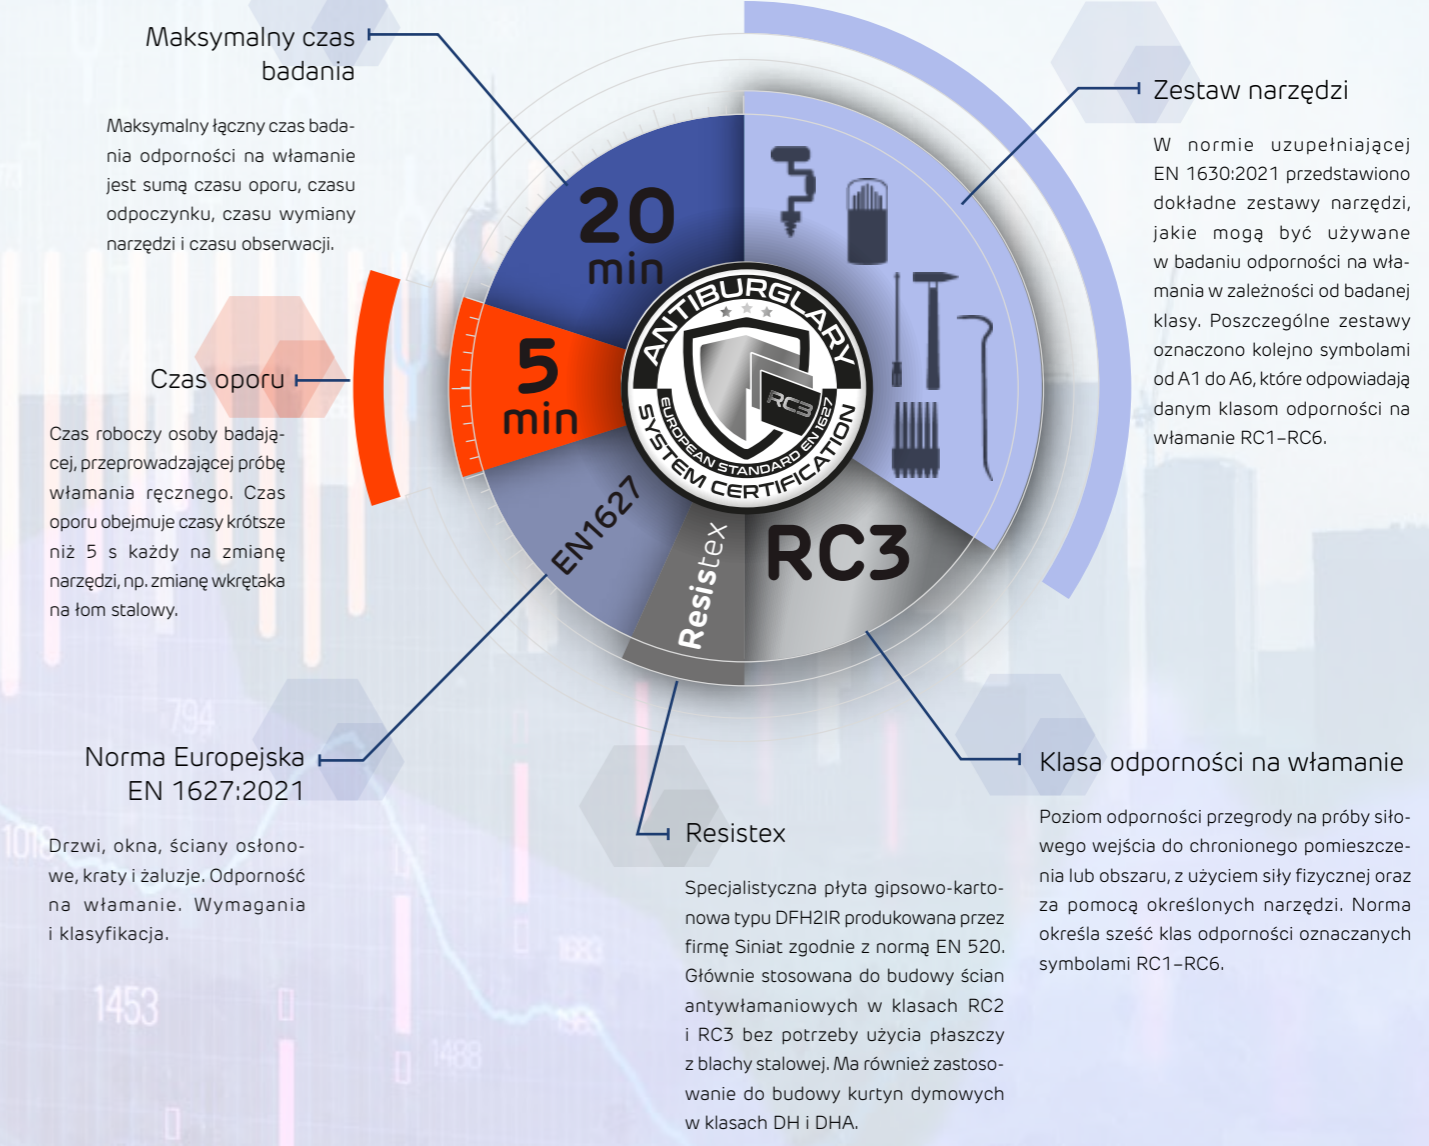 Maksymalny czas
badania
Maksymalny łączny czas bada-
nia odporności na włamanie
jest sumą czasu oporu, czasu
odpoczynku, czasu wymiany
narzędzi i czasu obserwacji.
Czas oporu
Czas roboczy osoby badają-
cej, przeprowadzającej próbę
włamania ręcznego. Czas
oporu obejmuje czasy krótsze
niż 5 s każdy na zmianę
narzędzi, np. zmianę wkrętaka
na łom stalowy.
Norma Europejska
EN 1627:2021
Drzwi, okna, ściany osłono-
we, kraty i żaluzje. Odporność
na włamanie. Wymagania
i klasyfikacja.
20
min
5
min
EN1627
Resistex
RC3
ANTIBURGLARY
SYSTEM CERTIFICATION
EUROPEAN STANDARD EN 1627
RC3
Zestaw narzędzi
W normie uzupełniającej
EN 1630:2021 przedstawiono
dokładne zestawy narzędzi,
jakie mogą być używane
w badaniu odporności na wła-
mania w zależności od badanej
klasy. Poszczególne zestawy
oznaczono kolejno symbolami
od A1 do A6, które odpowiadają
danym klasom odporności na
włamanie RC1–RC6.
Klasa odporności na włamanie
Poziom odporności przegrody na próby siło-
wego wejścia do chronionego pomieszcze-
nia lub obszaru, z użyciem siły fizycznej oraz
za pomocą określonych narzędzi. Norma
określa sześć klas odporności oznaczanych
symbolami RC1–RC6.
Resistex
Specjalistyczna płyta gipsowo-karto-
nowa typu DFH2IR produkowana przez
firmę Siniat zgodnie z normą EN 520.
Głównie stosowana do budowy ścian
antywłamaniowych w klasach RC2
i RC3 bez potrzeby użycia płaszczy
z blachy stalowej. Ma również zastoso-
wanie do budowy kurtyn dymowych
w klasach DH i DHA.
794
1453
1488
1683